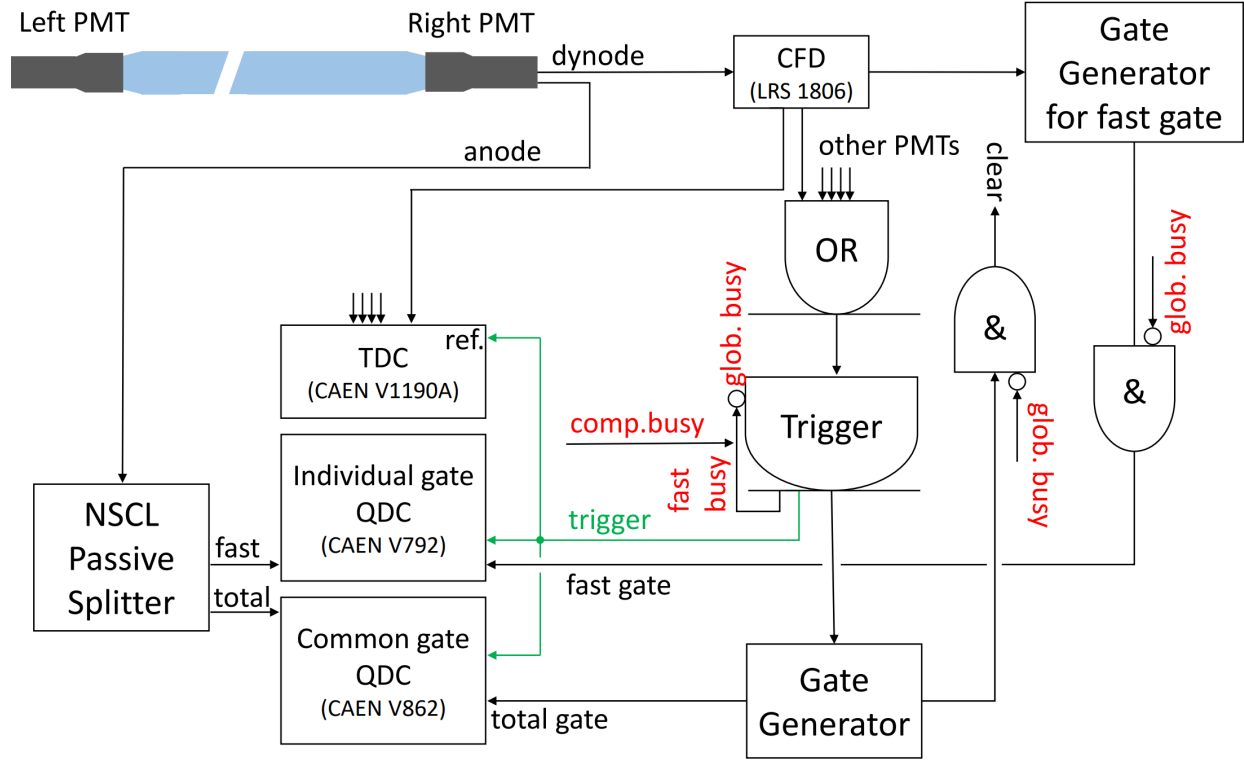 Left PMT
Right PMT
dynode
anode
CFD
(LRS 1806)
Gate
Generator
for fast gate
other PMTs
clear
OR
glob. busy
glob. busy
&
&
glob. busy
ref.
TDC
(CAEN V1190A)
comp.busy
Trigger
fast
busy
Individual gate
QDC
(CAEN V792)
trigger
fast gate
NSCL
Passive
Splitter
fast
total
Common gate
QDC
(CAEN V862)
total gate
Gate
Generator